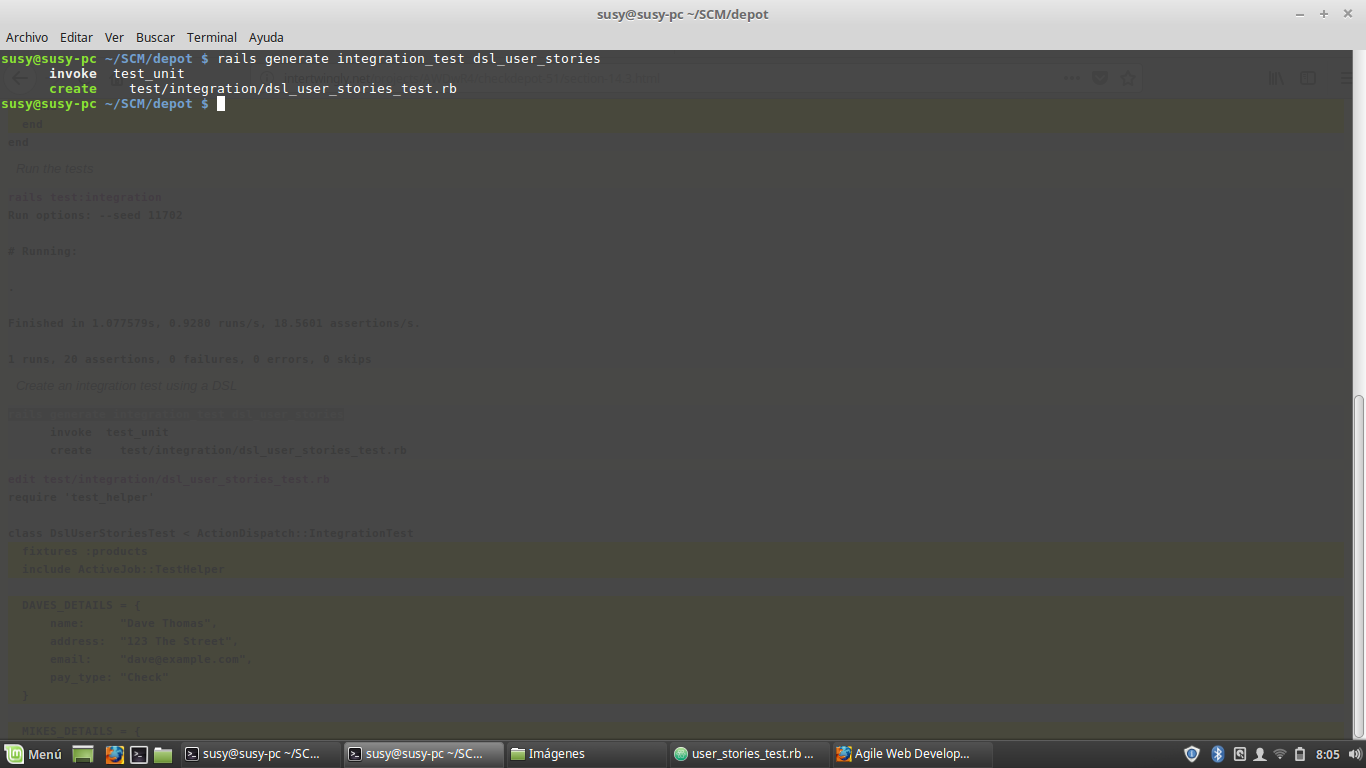 susy@susy-pc ~/SCM/depot
Archivo Editar Ver Buscar Terminal Ayuda
susy@susy-pc ~/SCM/depot $ rails generate integration_test dsl_user_stories
invoke test_unit
create test/integration/dsl_user_stories_test.rb
susy@susy-pc ~/SCM/depot $
end
end
Run the tests
rails test:integration
Run options: --seed
# Running:
.
Finished in 1.077579s, 0.9280 runs/s, 18.5601 assertions/s.
1 runs, 20 assertions, 0 failures, 0 errors, 0 skips
Create an integration test using a DSL
rails generate integration_test dsl_user_stories
invoke test_unit
create test/integration/dsl_user_stories_test.rb
edit test/integration/dsl_user_stories_test.rb
require 'test_helper'
class DslUserStoriesTest < ActionDispatch::IntegrationTest
fixtures :products
include ActiveJob::TestHelper
DAVES_DETAILS = {
name: "Dave Thomas",
address: "123 The Street",
email: "dave@example.com",
pay_type: "Check"
}
MIKES_DETAILS = {
Menú
susy@susy-pc ~/SC...
susy@susy-pc ~/SC...
Imágenes
user_stories_test.rb ...
Agile Web Develop...
8:05